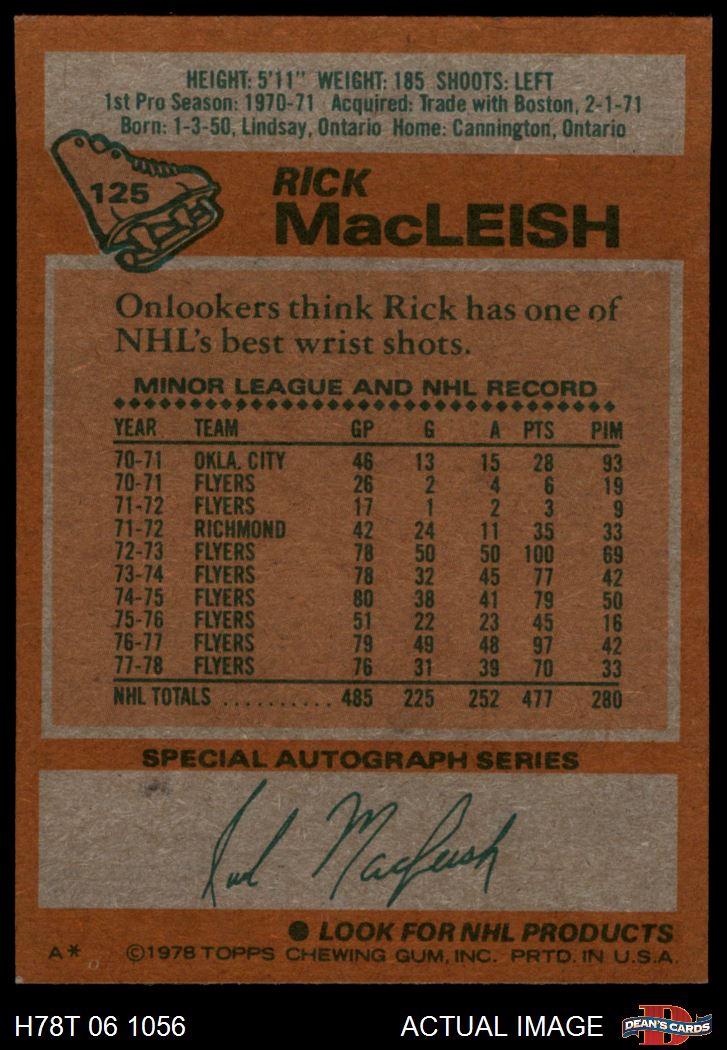 HEIGHT: 5'11" WEIGHT: 185 SHOOTS: LEFT
1st Pro Season: 1970-71 Acquired: Trade with Boston, 2-1-71
Born: 1-3-50, Lindsay, Ontario Home: Cannington, Ontario
125
RICK
MacLEISH
Onlookers think Rick has one of
NHL's best wrist shots.
MINOR LEAGUE AND NHL RECORD
YEAR TEAM GP G A PTS PIM
70-71 OKLA. CITY 46 13 15 28 93
70-71 FLYERS 26 2 4 6 19
71-72 FLYERS 17 1 2 3 9
71-72 RICHMOND 42 24 11 35 33
72-73 FLYERS 78 50 50 100 69
73-74 FLYERS 78 32 45 77 42
74-75 FLYERS 80 38 41 79 50
75-76 FLYERS 51 22 23 45 16
76-77 FLYERS 79 49 48 97 42
77-78 FLYERS 76 31 39 70 33
NHL TOTALS .......... 485 225 252 477 280
SPECIAL AUTOGRAPH SERIES
Rick MacLeish
● LOOK FOR NHL PRODUCTS
A* ©1978 TOPPS CHEWING GUM, INC. PRTD. IN U.S.A.
H78T 06 1056 ACTUAL IMAGE D DEAN'S CARDS